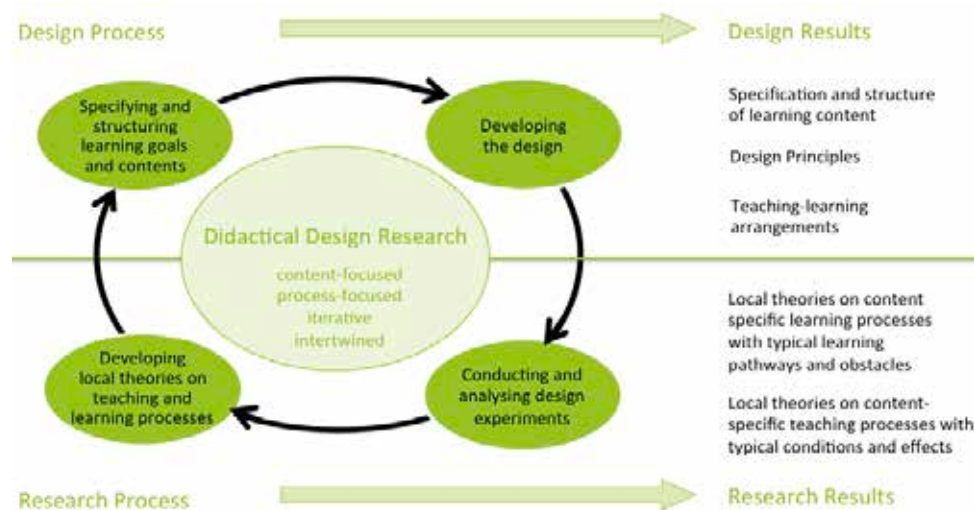 Design Process
Design Results
Specifying and
structuring
learning goals
and contents
Developing
the design
Specification and structure
of learning content
Design Principles
Teaching-learning
arrangements
Didactical Design Research
content-focused
process-focused
iterative
intertwined
Developing
local theories on
teaching and
learning processes
Conducting and
analysing design
experiments
Local theories on content
specific learning processes
with typical learning
pathways and obstacles
Local theories on content-
specific teaching processes with
typical conditions and effects
Research Process
Research Results